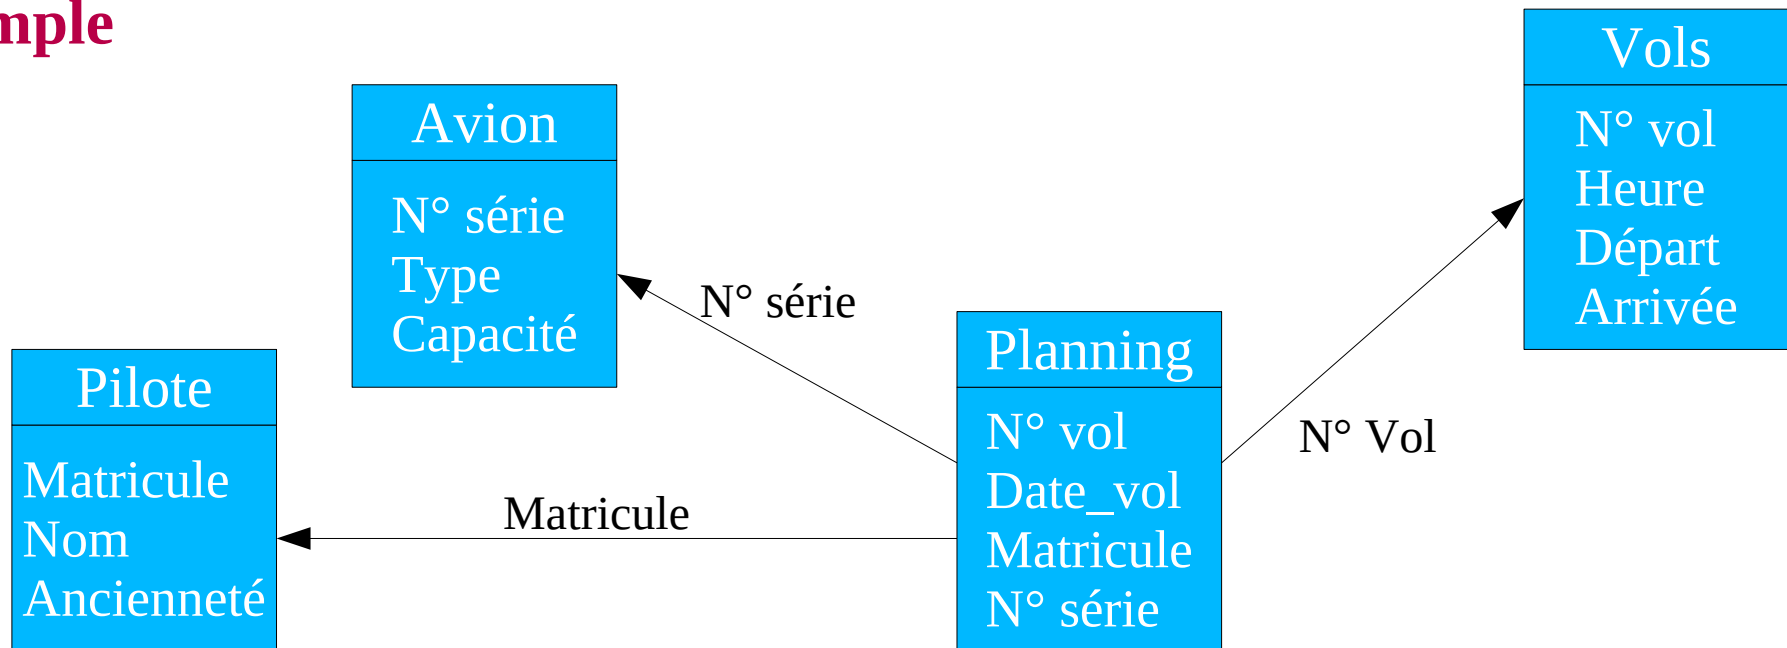 mple
Vols
N° vol
Heure
Départ
Arrivée
Avion
N° série
Type
Capacité
N° série
Planning
N° vol
Date_vol
Matricule
N° série
N° Vol
Pilote
Matricule
Nom
Ancienneté
Matricule